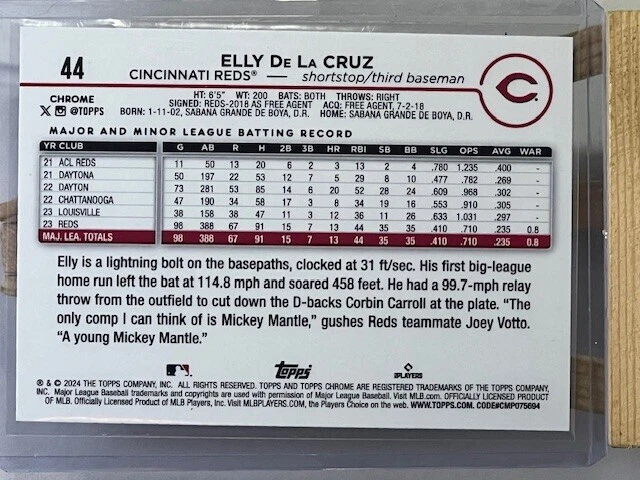 44
ELLY DE LA CRUZ
CINCINNATI REDS® — shortstop/third baseman
C
CHROME
@TOPPS
HT: 6'5" WT: 200 BATS: BOTH THROWS: RIGHT
SIGNED: REDS-2018 AS FREE AGENT ACQ: FREE AGENT, 7-2-18
BORN: 1-11-02, SABANA GRANDE DE BOYA, D.R. HOME: SABANA GRANDE DE BOYA, D.R.
MAJOR AND MINOR LEAGUE BATTING RECORD
YR CLUB G AB R H 2B 3B HR RBI SB BB SLG OPS AVG WAR
21 ACL REDS 11 50 13 20 6 2 3 13 2 4 .780 1.235 .400 -
21 DAYTONA 50 197 22 53 12 7 5 29 8 10 .477 .782 .269 -
22 DAYTON 73 281 53 85 14 6 20 52 28 24 .609 .968 .302 -
22 CHATTANOOGA 47 190 34 58 17 3 8 34 19 16 .553 .910 .305 -
23 LOUISVILLE 38 158 38 47 11 3 12 36 11 26 .633 1.031 .297 -
23 REDS 98 388 67 91 15 7 13 44 35 35 .410 .710 .235 0.8
MAJ. LEA. TOTALS 98 388 67 91 15 7 13 44 35 35 .410 .710 .235 0.8
Elly is a lightning bolt on the basepaths, clocked at 31 ft/sec. His first big-league
home run left the bat at 114.8 mph and soared 458 feet. He had a 99.7-mph relay
throw from the outfield to cut down the D-backs Corbin Carroll at the plate. “The
only comp I can think of is Mickey Mantle,” gushes Reds teammate Joey Votto.
“A young Mickey Mantle.”
Topps
PLAYERS
® & © 2024 THE TOPPS COMPANY, INC. ALL RIGHTS RESERVED. TOPPS AND TOPPS CHROME ARE REGISTERED TRADEMARKS OF THE TOPPS COMPANY,
INC. Major League Baseball trademarks and copyrights are used with permission of Major League Baseball. Visit MLB.com. OFFICIALLY LICENSED PRODUCT
OF MLB. Officially Licensed Product of MLB Players, Inc. Visit MLBPLAYERS.COM, the Players Choice on the web. WWW.TOPPS.COM. CODE#CMP075694